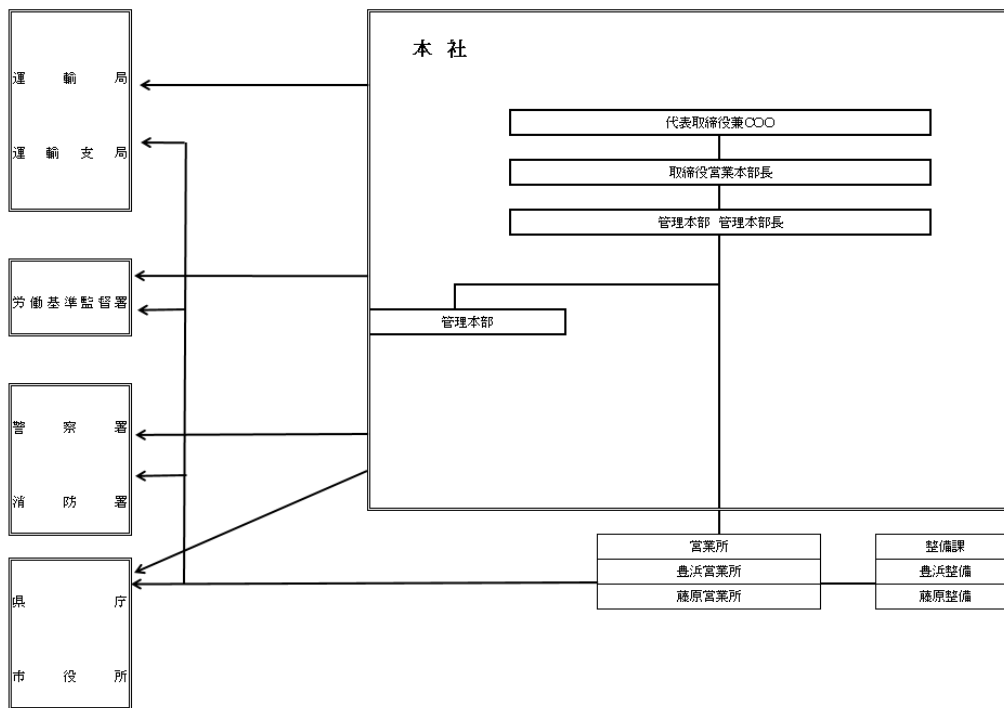 運輸局
運輸支局
労働基準監督署
警察署
消防署
県庁
市役所
本社
代表取締役兼〇〇〇
取締役営業本部長
管理本部 管理本部長
管理本部
営業所
豊浜営業所
藤原営業所
整備課
豊浜整備
藤原整備